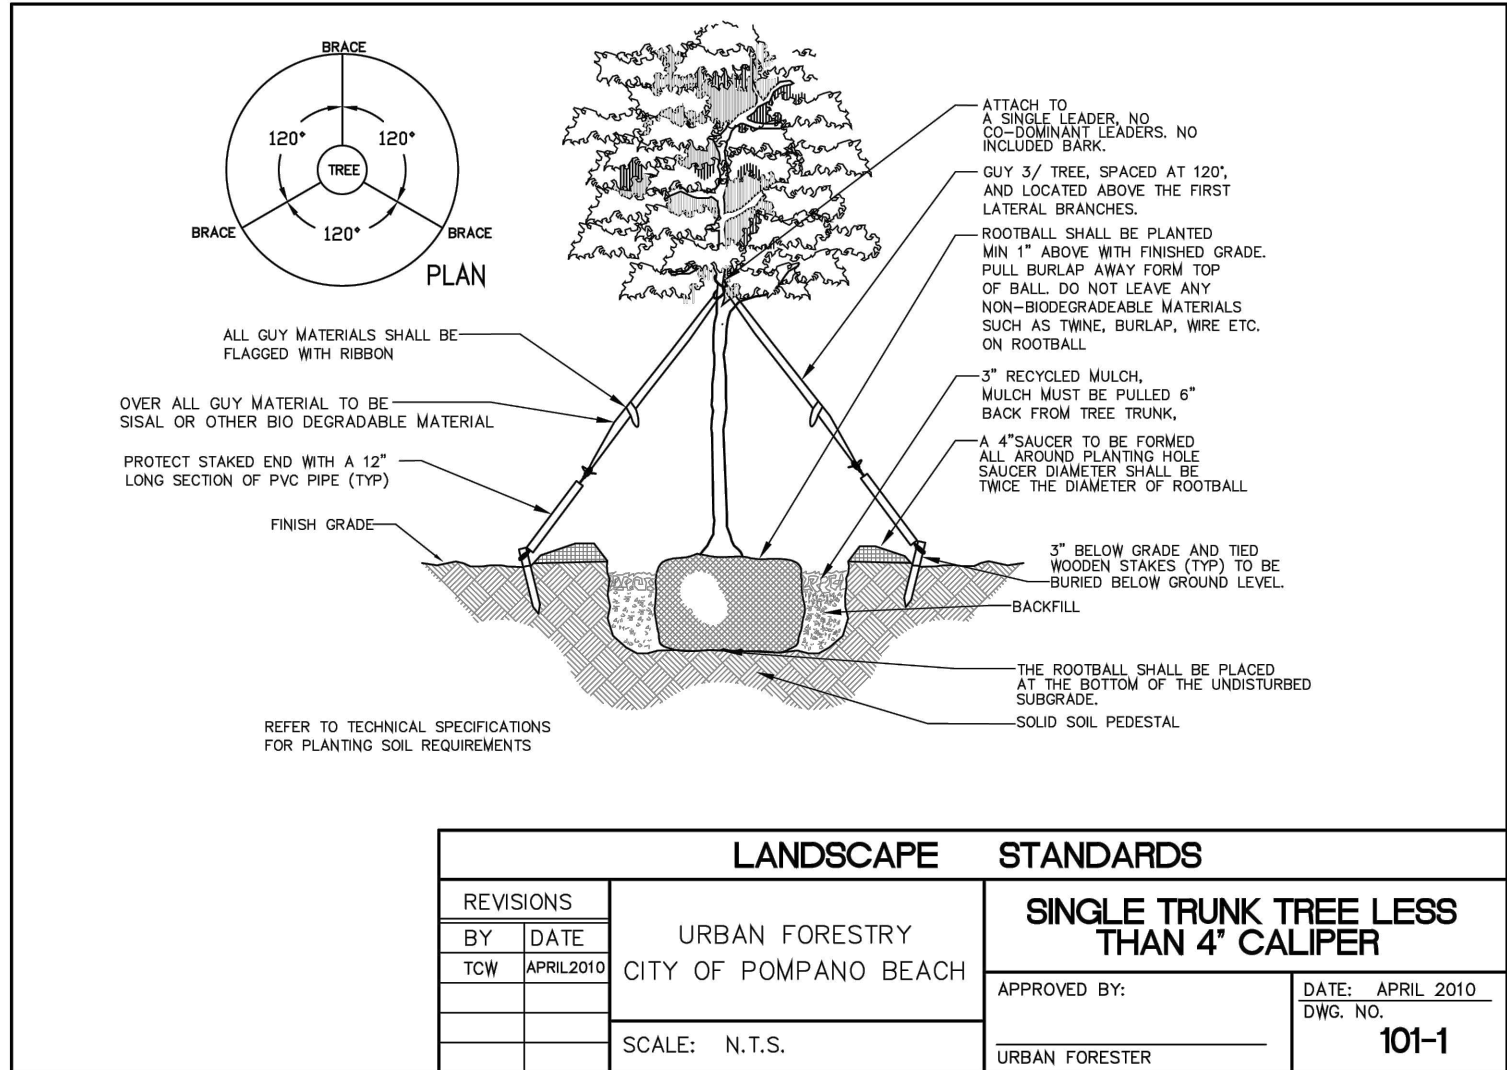 BRACE
120°
120°
TREE
BRACE
120°
BRACE
PLAN
ALL GUY MATERIALS SHALL BE
FLAGGED WITH RIBBON
OVER ALL GUY MATERIAL TO BE
SISAL OR OTHER BIO DEGRADABLE MATERIAL
PROTECT STAKED END WITH A 12"
LONG SECTION OF PVC PIPE (TYP)
FINISH GRADE
REFER TO TECHNICAL SPECIFICATIONS
FOR PLANTING SOIL REQUIREMENTS
ATTACH TO
A SINGLE LEADER, NO
CO-DOMINANT LEADERS. NO
INCLUDED BARK.
GUY 3/ TREE, SPACED AT 120°,
AND LOCATED ABOVE THE FIRST
LATERAL BRANCHES.
ROOTBALL SHALL BE PLANTED
MIN 1" ABOVE WITH FINISHED GRADE.
PULL BURLAP AWAY FORM TOP
OF BALL. DO NOT LEAVE ANY
NON-BIODEGRADEABLE MATERIALS
SUCH AS TWINE, BURLAP, WIRE ETC.
ON ROOTBALL
3" RECYCLED MULCH,
MULCH MUST BE PULLED 6"
BACK FROM TREE TRUNK,
A 4"SAUCER TO BE FORMED
ALL AROUND PLANTING HOLE
SAUCER DIAMETER SHALL BE
TWICE THE DIAMETER OF ROOTBALL
3" BELOW GRADE AND TIED
WOODEN STAKES (TYP) TO BE
BURIED BELOW GROUND LEVEL.
BACKFILL
THE ROOTBALL SHALL BE PLACED
AT THE BOTTOM OF THE UNDISTURBED
SUBGRADE.
SOLID SOIL PEDESTAL
LANDSCAPE STANDARDS
REVISIONS
BY DATE
TCW APRIL2010
URBAN FORESTRY
CITY OF POMPANO BEACH
SCALE: N.T.S.
SINGLE TRUNK TREE LESS
THAN 4" CALIPER
APPROVED BY:
URBAN FORESTER
DATE: APRIL 2010
DWG. NO.
101-1